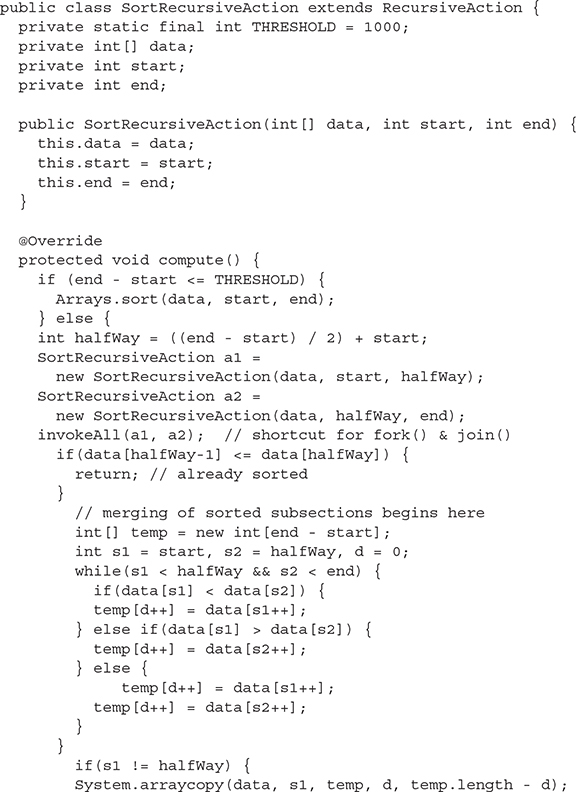 public class SortRecursiveAction extends RecursiveAction {
  private static final int THRESHOLD = 1000;
  private int[] data;
  private int start;
  private int end;

  public SortRecursiveAction(int[] data, int start, int end) {
    this.data = data;
    this.start = start;
    this.end = end;
  }

  @Override
  protected void compute() {
    if (end - start <= THRESHOLD) {
      Arrays.sort(data, start, end);
    } else {
    int halfWay = ((end - start) / 2) + start;
    SortRecursiveAction a1 =
      new SortRecursiveAction(data, start, halfWay);
    SortRecursiveAction a2 =
      new SortRecursiveAction(data, halfWay, end);
    invokeAll(a1, a2);  // shortcut for fork() & join()
      if(data[halfWay-1] <= data[halfWay]) {
        return; // already sorted
      }
        // merging of sorted subsections begins here
        int[] temp = new int[end - start];
        int s1 = start, s2 = halfWay, d = 0;
        while(s1 < halfWay && s2 < end) {
          if(data[s1] < data[s2]) {
          temp[d++] = data[s1++];
        } else if(data[s1] > data[s2]) {
          temp[d++] = data[s2++];
        } else {
            temp[d++] = data[s1++];
          temp[d++] = data[s2++];
        }
      }
        if(s1 != halfWay) {
        System.arraycopy(data, s1, temp, d, temp.length - d);